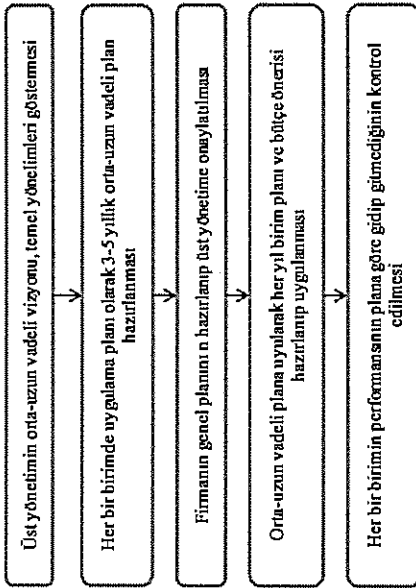 Üst yönetimin orta-uzun vadeli vizyonu, temel yönelimleri göstermesi
Her bir birimde uygulama planı olarak 3-5 yıllık orta-uzun vadeli plan
hazırlanması
Firmanın genel planını n hazırlanıp üst yönetime onaylatılması
Orta-uzun vadeli plana uyularak her yıl birim planı ve bütçe önerisi
hazırlanıp uygulanması
Her bir birimin performansının plana göre gidip gitmediğinin kontrol
edilmesi